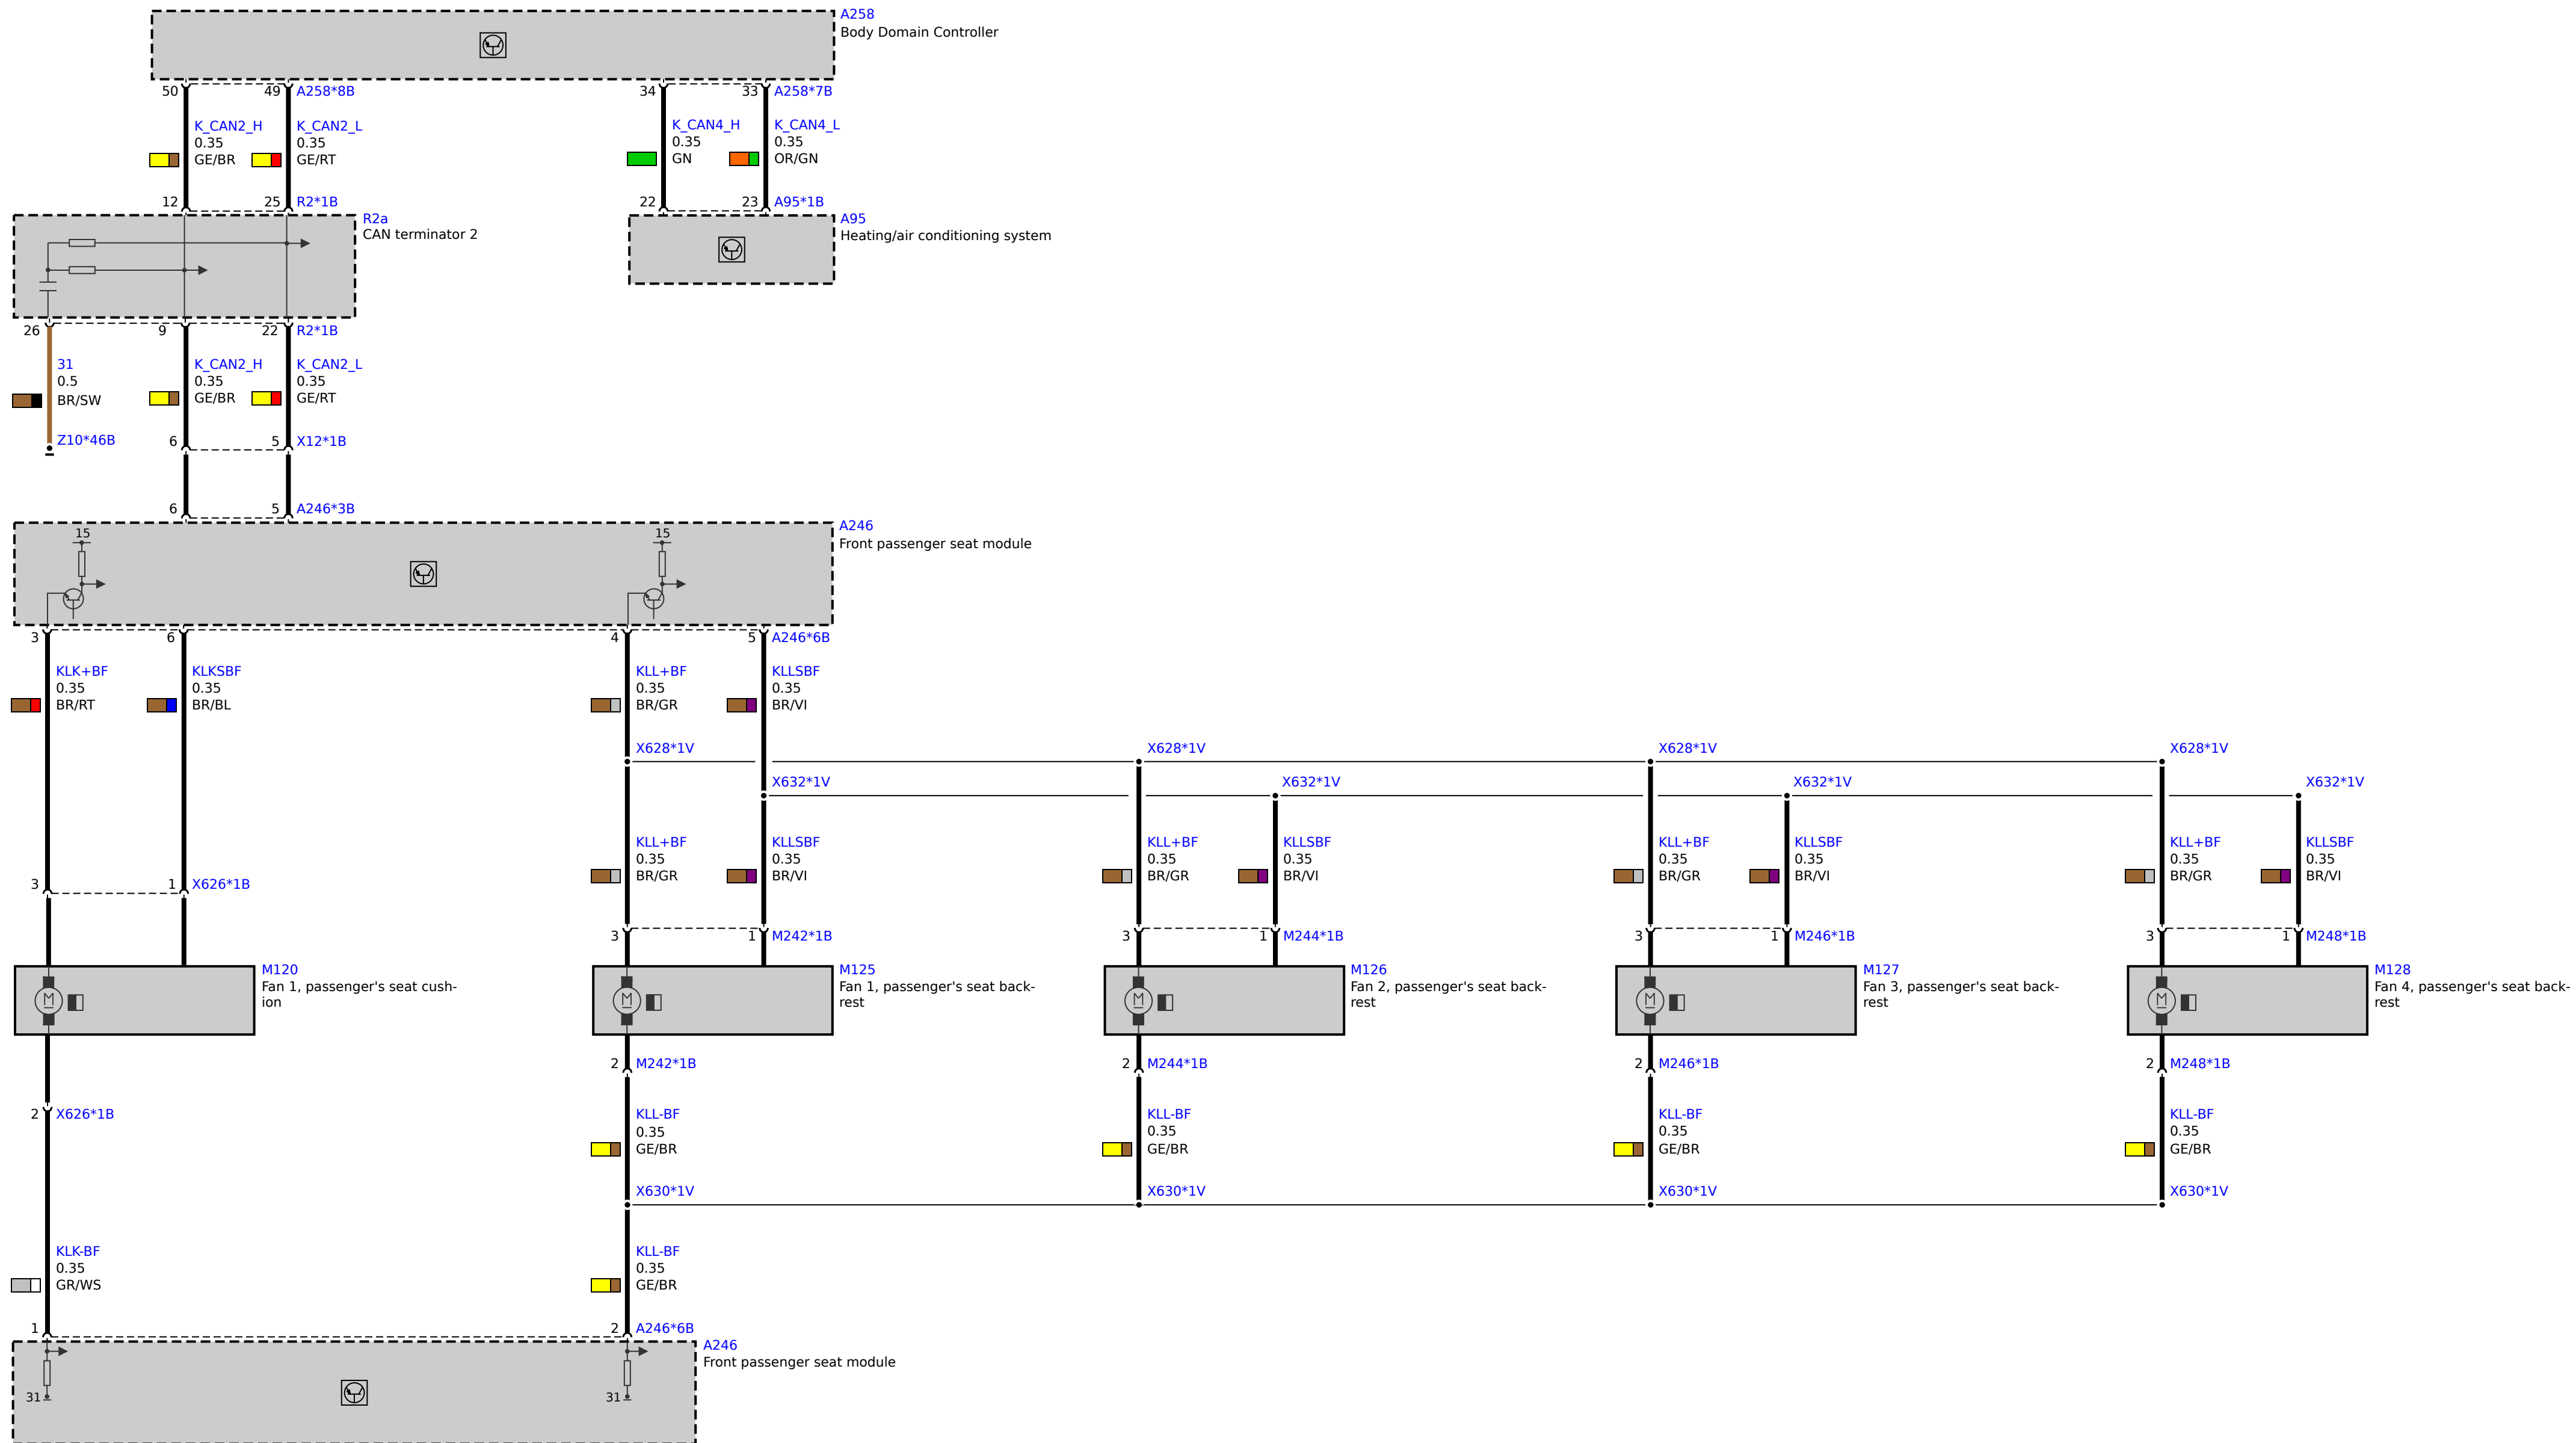 A258
Body Domain Controller
50 49 A258*8B 34 33 A258*7B
K_CAN2_H K_CAN2_L K_CAN4_H K_CAN4_L
0.35 0.35 0.35 0.35
GE/BR GE/RT GN OR/GN
12 25 R2*1B 22 23 A95*1B
R2a A95
CAN terminator 2 Heating/air conditioning system
26 9 22 R2*1B
31 K_CAN2_H K_CAN2_L
0.5 0.35 0.35
BR/SW GE/BR GE/RT
Z10*46B 6 5 X12*1B
6 5 A246*3B
A246
15 15
Front passenger seat module
3 6 4 5 A246*6B
KLK+BF KLKSBF KLL+BF KLLSBF
0.35 0.35 0.35 0.35
BR/RT BR/BL BR/GR BR/VI
X628*1V X628*1V X628*1V X628*1V
X632*1V X632*1V X632*1V X632*1V
KLL+BF KLLSBF KLL+BF KLLSBF KLL+BF KLLSBF KLL+BF KLLSBF
0.35 0.35 0.35 0.35 0.35 0.35 0.35 0.35
BR/GR BR/VI BR/GR BR/VI BR/GR BR/VI BR/GR BR/VI
3 1 X626*1B
3 1 M242*1B 3 1 M244*1B 3 1 M246*1B 3 1 M248*1B
M120 M125 M126 M127 M128
Fan 1, passenger's seat cush- Fan 1, passenger's seat back- Fan 2, passenger's seat back- Fan 3, passenger's seat back- Fan 4, passenger's seat back-
ion rest rest rest rest
M M M M M
2 M242*1B 2 M244*1B 2 M246*1B 2 M248*1B
2 X626*1B KLL-BF KLL-BF KLL-BF KLL-BF
0.35 0.35 0.35 0.35
GE/BR GE/BR GE/BR GE/BR
X630*1V X630*1V X630*1V X630*1V
KLK-BF KLL-BF
0.35 0.35
GR/WS GE/BR
1 2 A246*6B
A246
Front passenger seat module
31 31